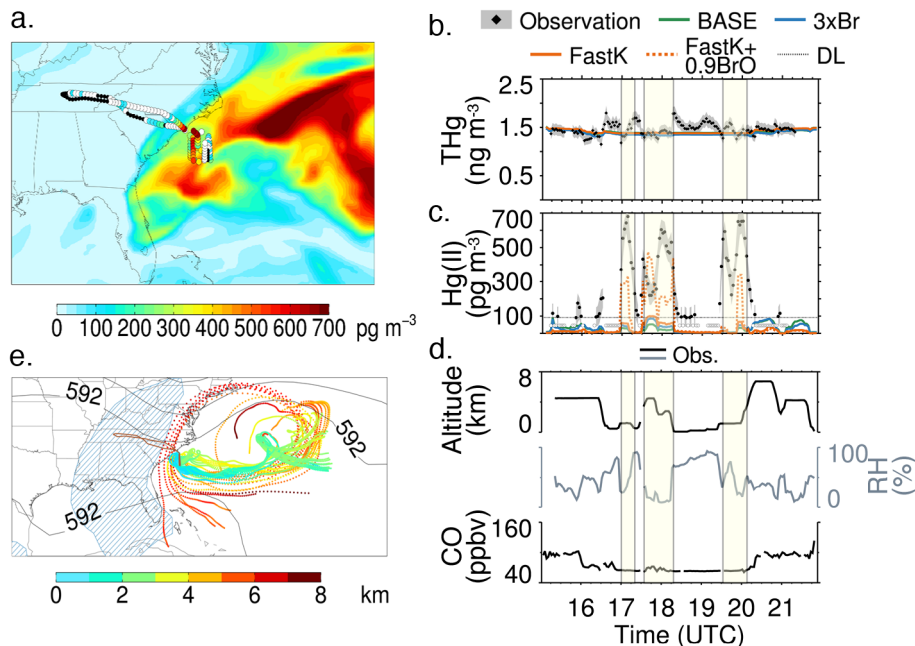 a.
0 100 200 300 400 500 600 700 pg m⁻³
e.
592
592
592
0 2 4 6 8 km
b.
Observation BASE 3xBr
FastK FastK+ 0.9BrO DL
THg
(ng m⁻³)
2.5
1.5
0.5
c.
Hg(II)
(pg m⁻³)
700
500
300
100
d.
Obs.
Altitude
(km)
8
0
100
0
RH
(%)
CO
(ppbv)
160
40
16 17 18 19 20 21
Time (UTC)